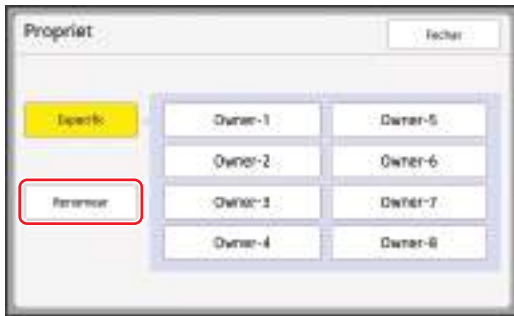 Propriet
Fechar
Especific
Owner-1
Owner-5
Owner-2
Owner-6
Renomear
Owner-3
Owner-7
Owner-4
Owner-8